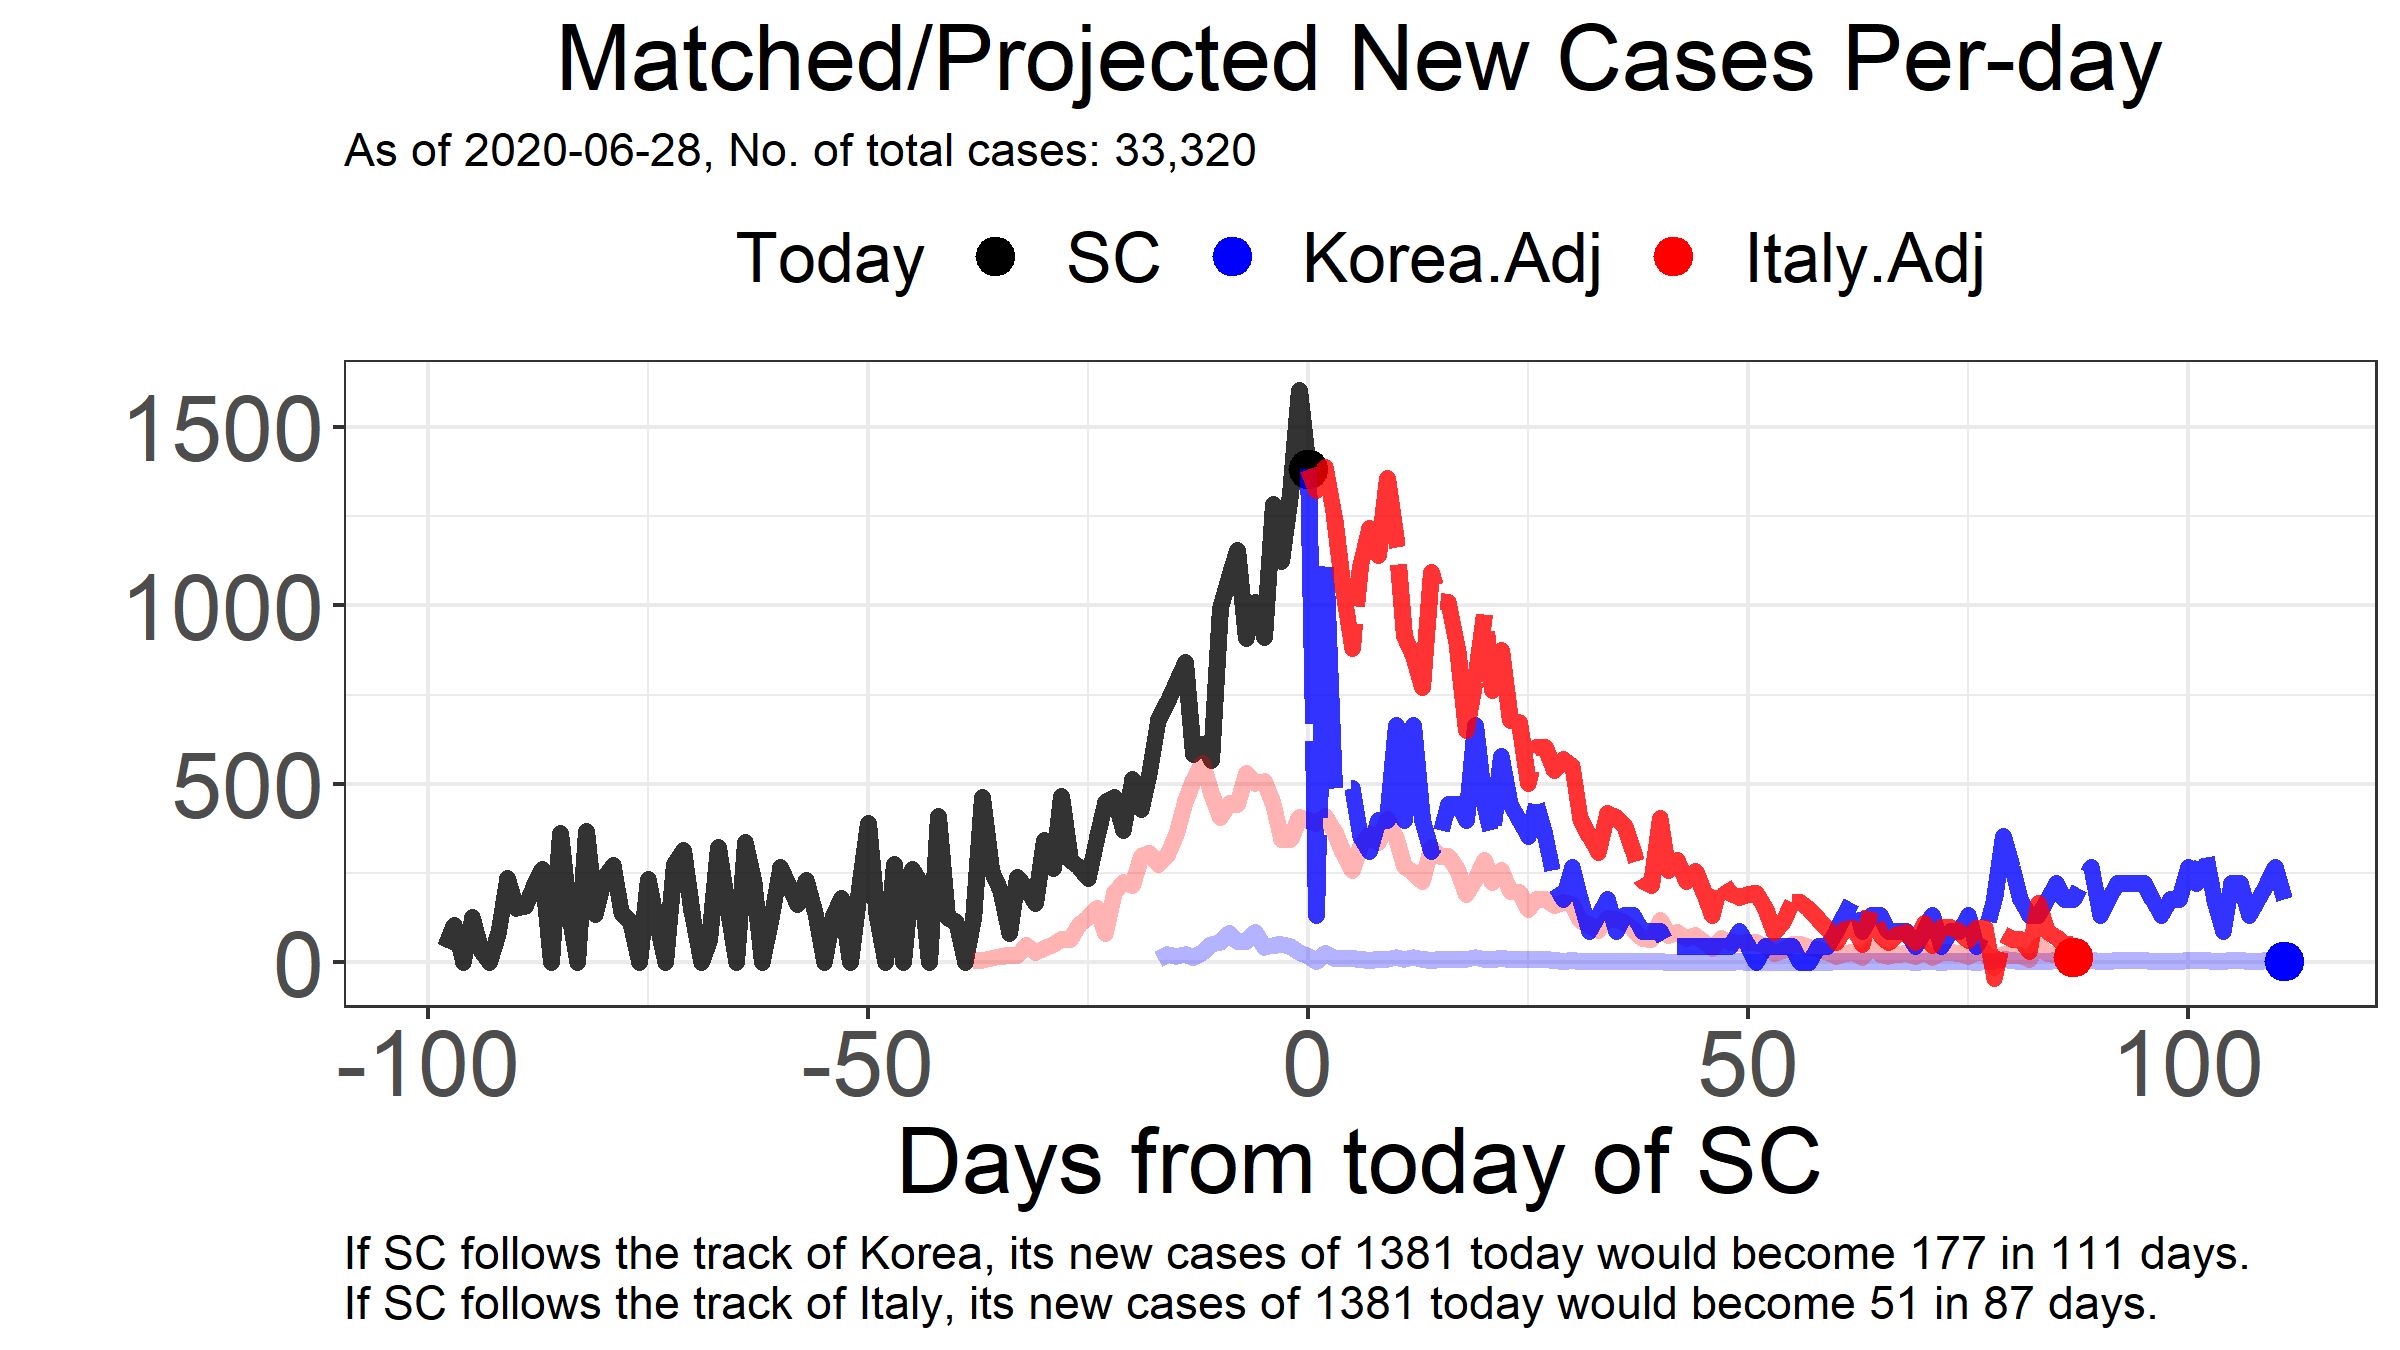 Matched/Projected New Cases Per-day
As of 2020-06-28, No. of total cases: 33,320
Today SC Korea.Adj Italy.Adj
1500
1000
500
0
-100 -50 0 50 100
Days from today of SC
If SC follows the track of Korea, its new cases of 1381 today would become 177 in 111 days.
If SC follows the track of Italy, its new cases of 1381 today would become 51 in 87 days.